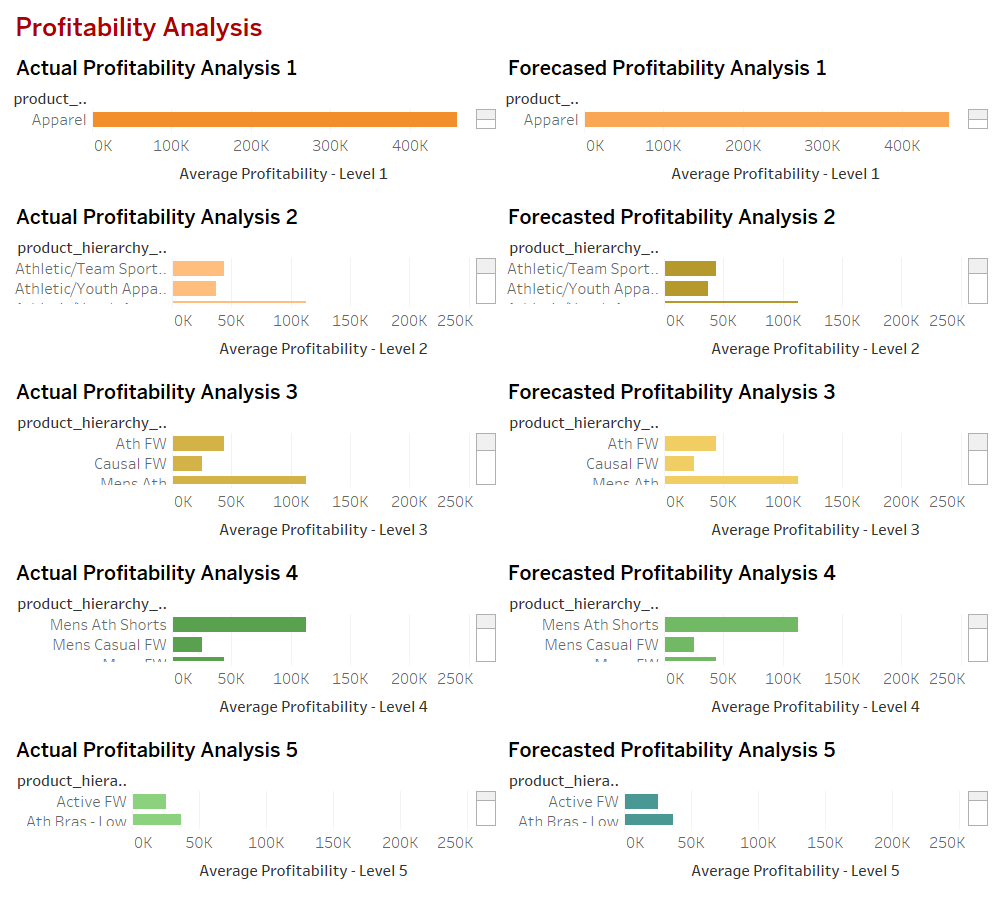 Profitability Analysis
Actual Profitability Analysis 1
product_..
Apparel
0K 100K 200K 300K 400K
Average Profitability - Level 1
Forecased Profitability Analysis 1
product_..
Apparel
0K 100K 200K 300K 400K
Average Profitability - Level 1
Actual Profitability Analysis 2
product_hierarchy_..
Athletic/Team Sport..
Athletic/Youth Appa..
0K 50K 100K 150K 200K 250K
Average Profitability - Level 2
Forecasted Profitability Analysis 2
product_hierarchy_..
Athletic/Team Sport..
Athletic/Youth Appa..
0K 50K 100K 150K 200K 250K
Average Profitability - Level 2
Actual Profitability Analysis 3
product_hierarchy_..
Ath FW
Causal FW
Mens Ath
0K 50K 100K 150K 200K 250K
Average Profitability - Level 3
Forecasted Profitability Analysis 3
product_hierarchy_..
Ath FW
Causal FW
Mens Ath
0K 50K 100K 150K 200K 250K
Average Profitability - Level 3
Actual Profitability Analysis 4
product_hierarchy_..
Mens Ath Shorts
Mens Casual FW
0K 50K 100K 150K 200K 250K
Average Profitability - Level 4
Forecasted Profitability Analysis 4
product_hierarchy_..
Mens Ath Shorts
Mens Casual FW
0K 50K 100K 150K 200K 250K
Average Profitability - Level 4
Actual Profitability Analysis 5
product_hiera..
Active FW
Ath Bras - Low
0K 50K 100K 150K 200K 250K
Average Profitability - Level 5
Forecasted Profitability Analysis 5
product_hiera..
Active FW
Ath Bras - Low
0K 50K 100K 150K 200K 250K
Average Profitability - Level 5